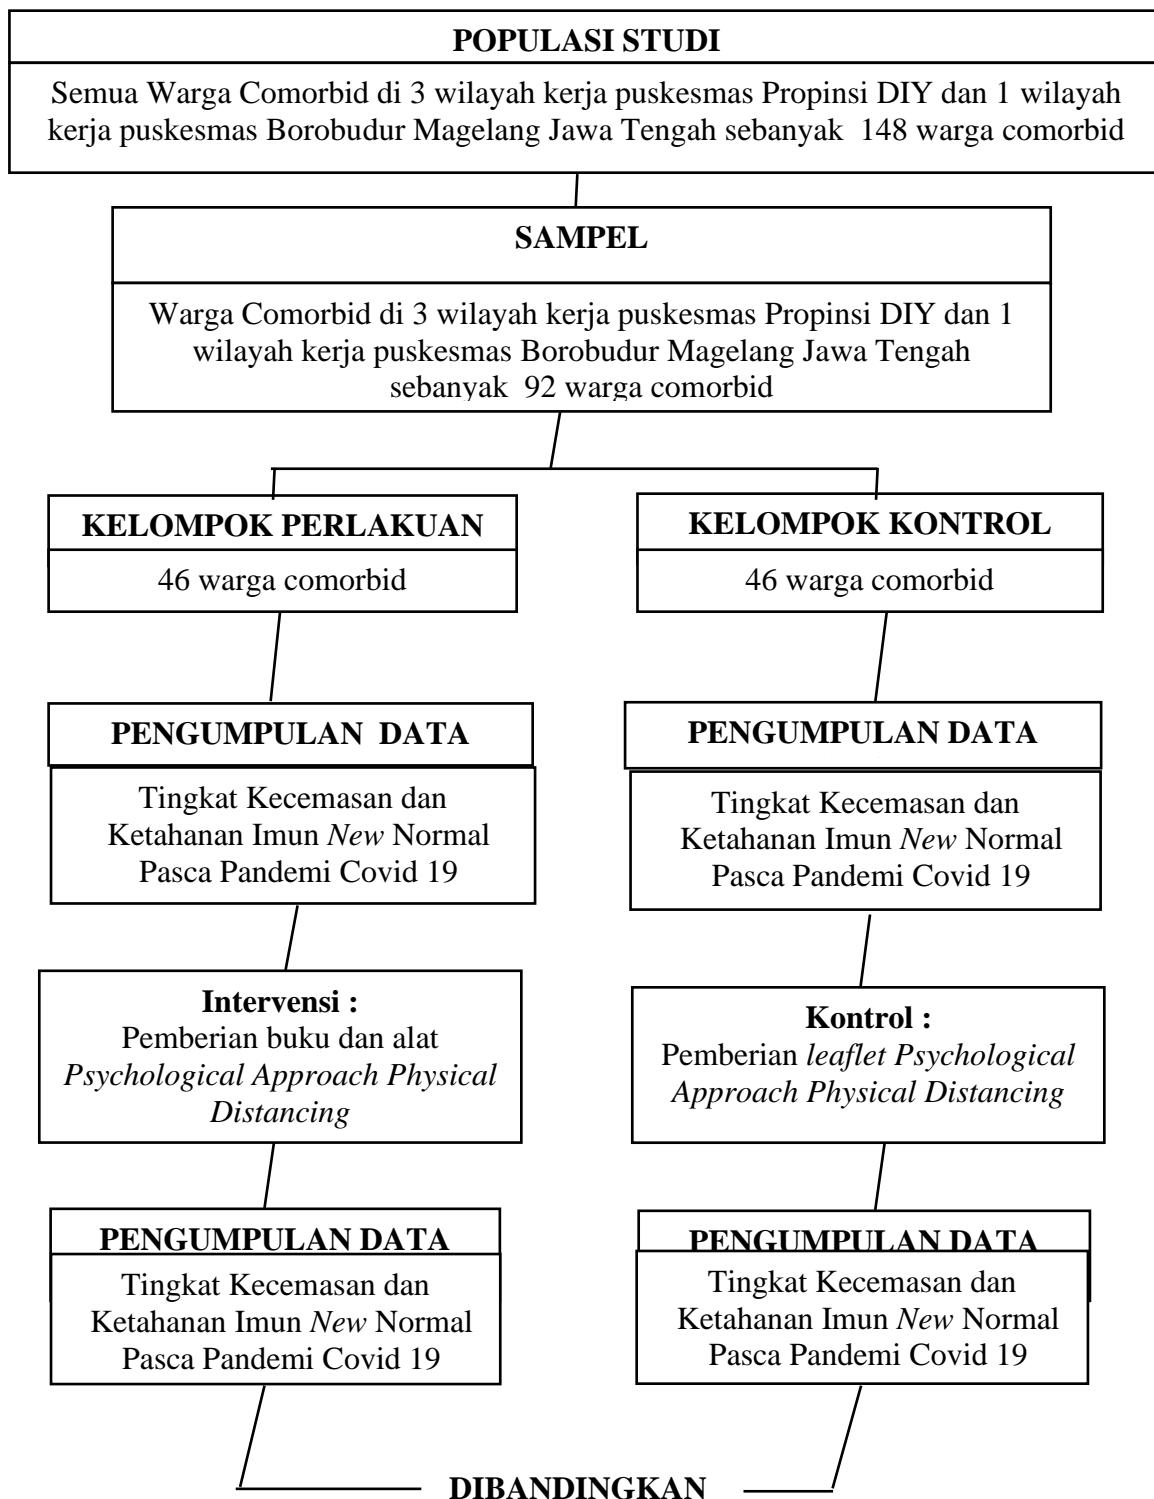 POPULASI STUDI
Semua Warga Comorbid di 3 wilayah kerja puskesmas Propinsi DIY dan 1 wilayah
kerja puskesmas Borobudur Magelang Jawa Tengah sebanyak 148 warga comorbid
SAMPEL
Warga Comorbid di 3 wilayah kerja puskesmas Propinsi DIY dan 1
wilayah kerja puskesmas Borobudur Magelang Jawa Tengah
sebanyak 92 warga comorbid
KELOMPOK PERLAKUAN
46 warga comorbid
KELOMPOK KONTROL
46 warga comorbid
PENGUMPULAN DATA
Tingkat Kecemasan dan
Ketahanan Imun New Normal
Pasca Pandemi Covid 19
PENGUMPULAN DATA
Tingkat Kecemasan dan
Ketahanan Imun New Normal
Pasca Pandemi Covid 19
Intervensi :
Pemberian buku dan alat
Psychological Approach Physical
Distancing
Kontrol :
Pemberian leaflet Psychological
Approach Physical Distancing
PENGUMPULAN DATA
Tingkat Kecemasan dan
Ketahanan Imun New Normal
Pasca Pandemi Covid 19
PENGUMPULAN DATA
Tingkat Kecemasan dan
Ketahanan Imun New Normal
Pasca Pandemi Covid 19
DIBANDINGKAN